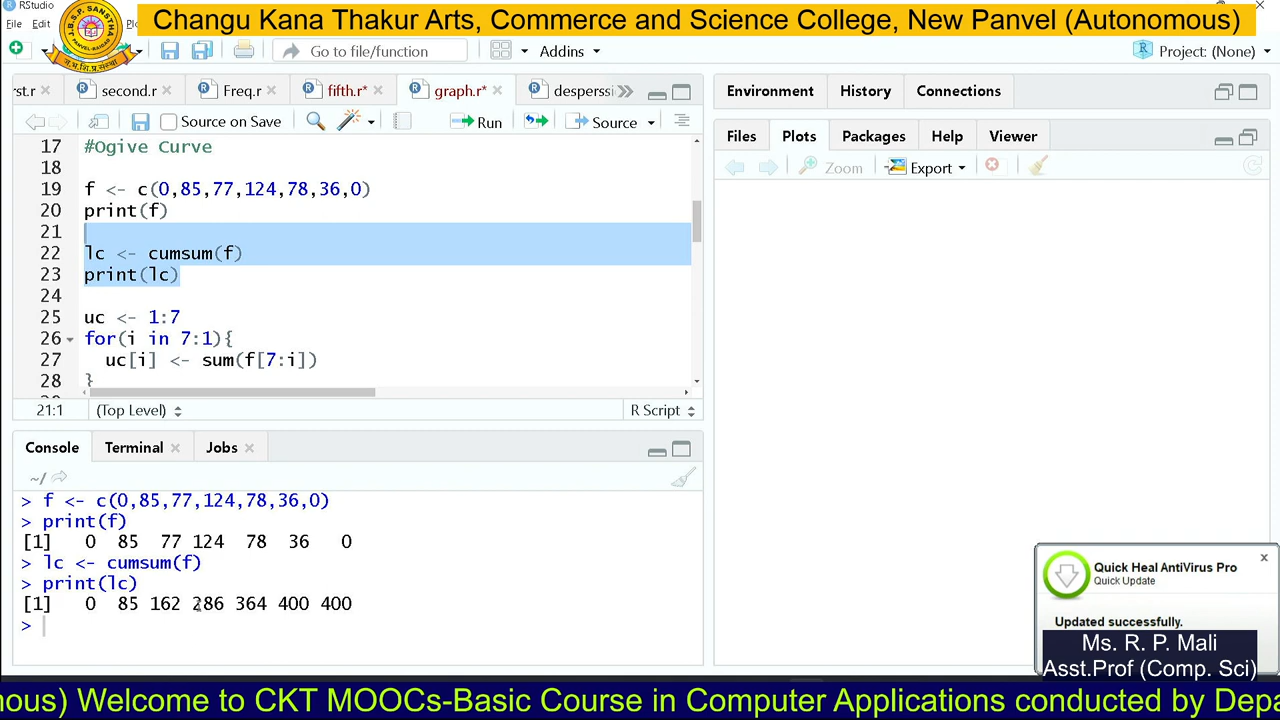 RStudio
Changu Kana Thakur Arts, Commerce and Science College, New Panvel (Autonomous)
File
Edit
Go to file/function
Addins
Project: (None)
rst.r
second.r
Freq.r
fifth.r*
graph.r*
desperssi
Source on Save
Run
Source
17 #Ogive Curve
18
19 f <- c(0,85,77,124,78,36,0)
20 print(f)
21
22 lc <- cumsum(f)
23 print(lc)
24
25 uc <- 1:7
26 for(i in 7:1){
27 uc[i] <- sum(f[7:i])
28 }
21:1 (Top Level) R Script
Console Terminal Jobs
~/
> f <- c(0,85,77,124,78,36,0)
> print(f)
[1] 0 85 77 124 78 36 0
> lc <- cumsum(f)
> print(lc)
[1] 0 85 162 286 364 400 400
>
Environment History Connections
Files Plots Packages Help Viewer
Zoom Export
Quick Heal AntiVirus Pro
Quick Update
Updated successfully.
Ms. R. P. Mali
Asst.Prof (Comp. Sci)
nous) Welcome to CKT MOOCs-Basic Course in Computer Applications conducted by Depa